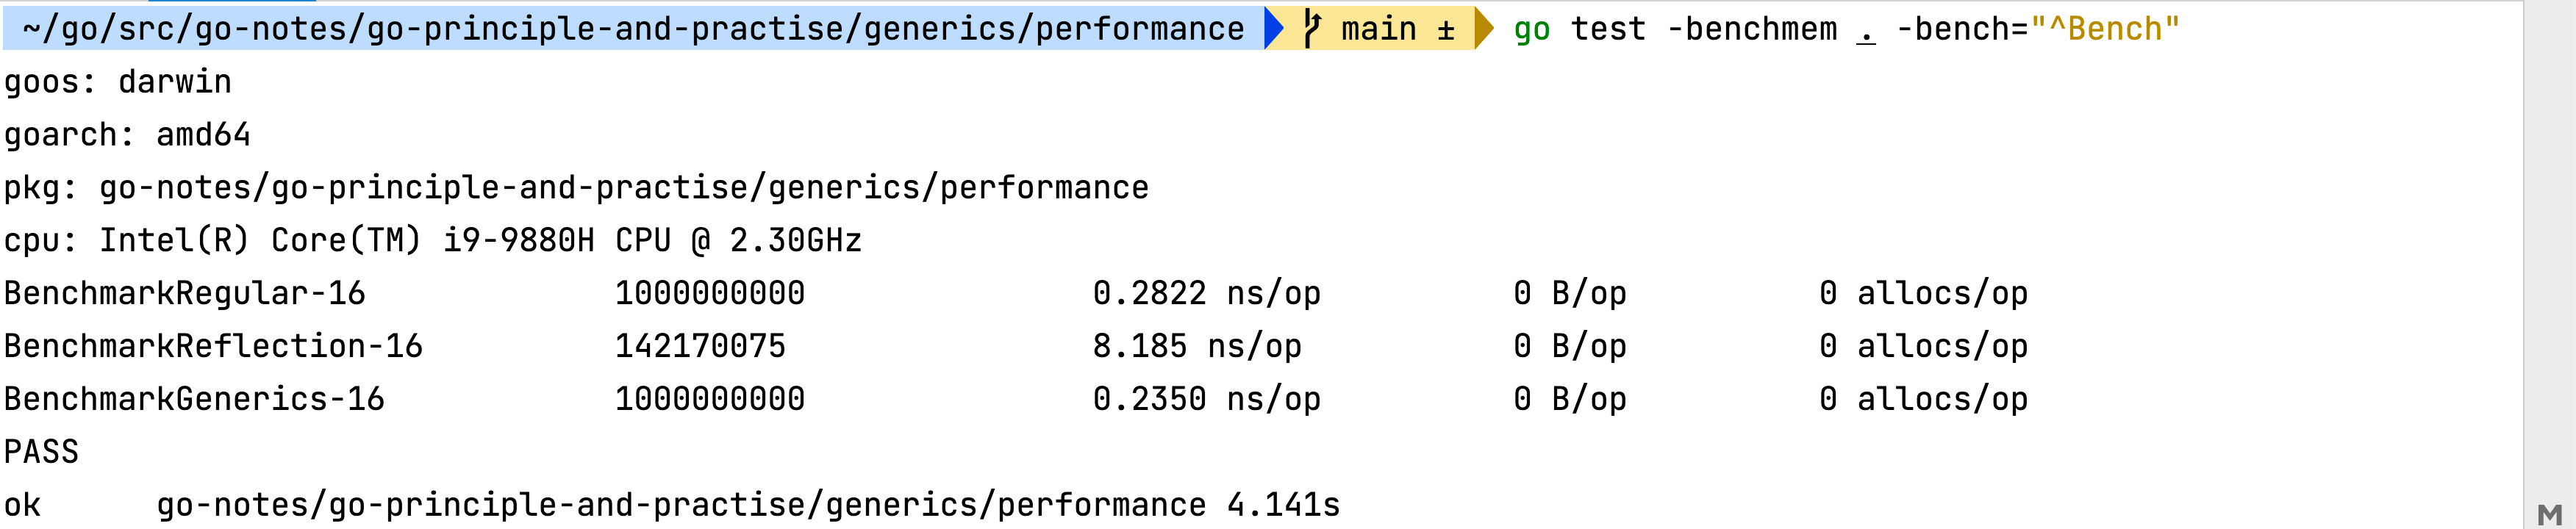 ~/go/src/go-notes/go-principle-and-practise/generics/performance main ± go test -benchmem . -bench="^Bench"
goos: darwin
goarch: amd64
pkg: go-notes/go-principle-and-practise/generics/performance
cpu: Intel(R) Core(TM) i9-9880H CPU @ 2.30GHz
BenchmarkRegular-16 1000000000 0.2822 ns/op 0 B/op 0 allocs/op
BenchmarkReflection-16 142170075 8.185 ns/op 0 B/op 0 allocs/op
BenchmarkGenerics-16 1000000000 0.2350 ns/op 0 B/op 0 allocs/op
PASS
ok go-notes/go-principle-and-practise/generics/performance 4.141s
M